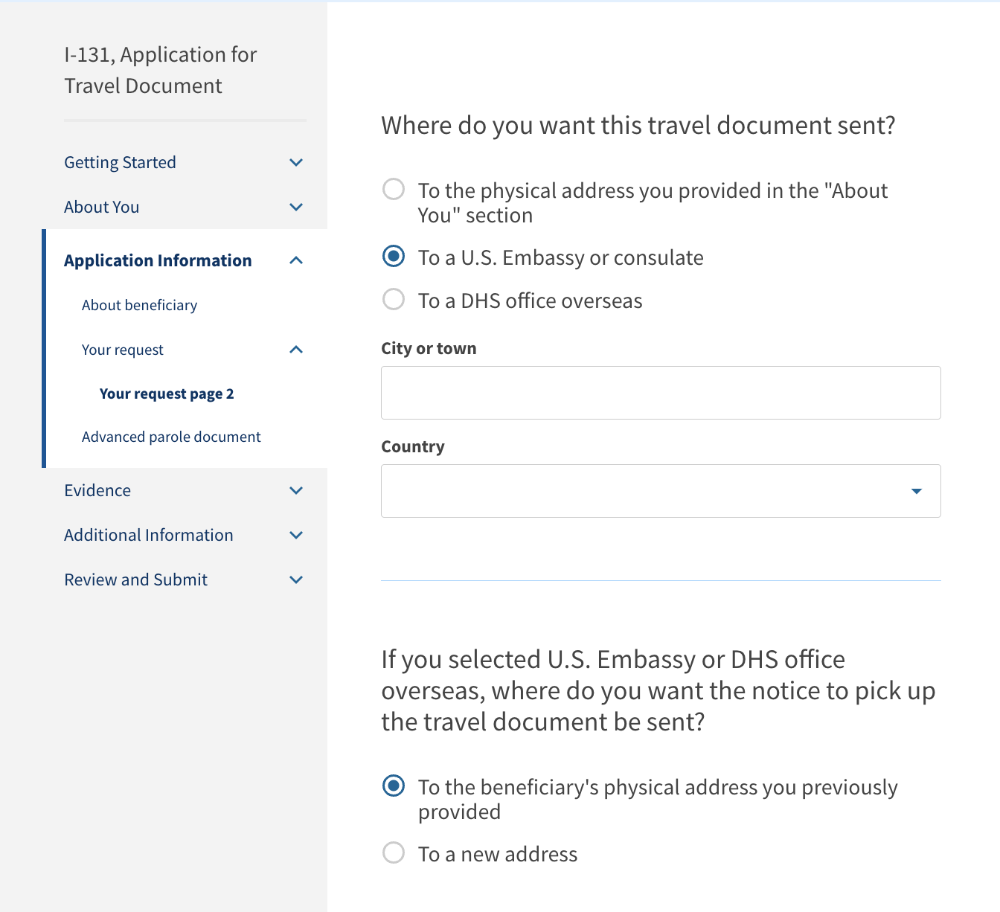 I-131, Application for
Travel Document
Getting Started
About You
Application Information
About beneficiary
Your request
Your request page 2
Advanced parole document
Evidence
Additional Information
Review and Submit
Where do you want this travel document sent?
To the physical address you provided in the "About
You" section
To a U.S. Embassy or consulate
To a DHS office overseas
City or town
Country
If you selected U.S. Embassy or DHS office
overseas, where do you want the notice to pick up
the travel document be sent?
To the beneficiary's physical address you previously
provided
To a new address